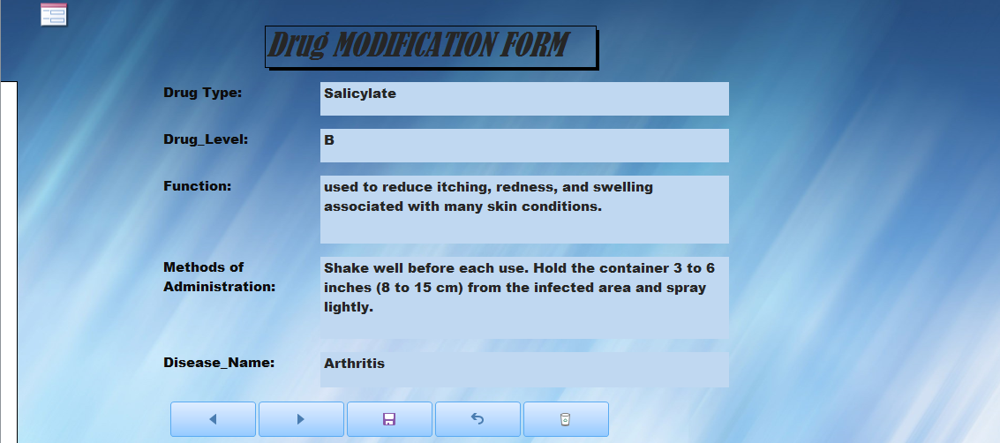 Drug MODIFICATION FORM
Drug Type:
Salicylate
Drug_Level:
B
Function:
used to reduce itching, redness, and swelling
associated with many skin conditions.
Methods of
Administration:
Shake well before each use. Hold the container 3 to 6
inches (8 to 15 cm) from the infected area and spray
lightly.
Disease_Name:
Arthritis